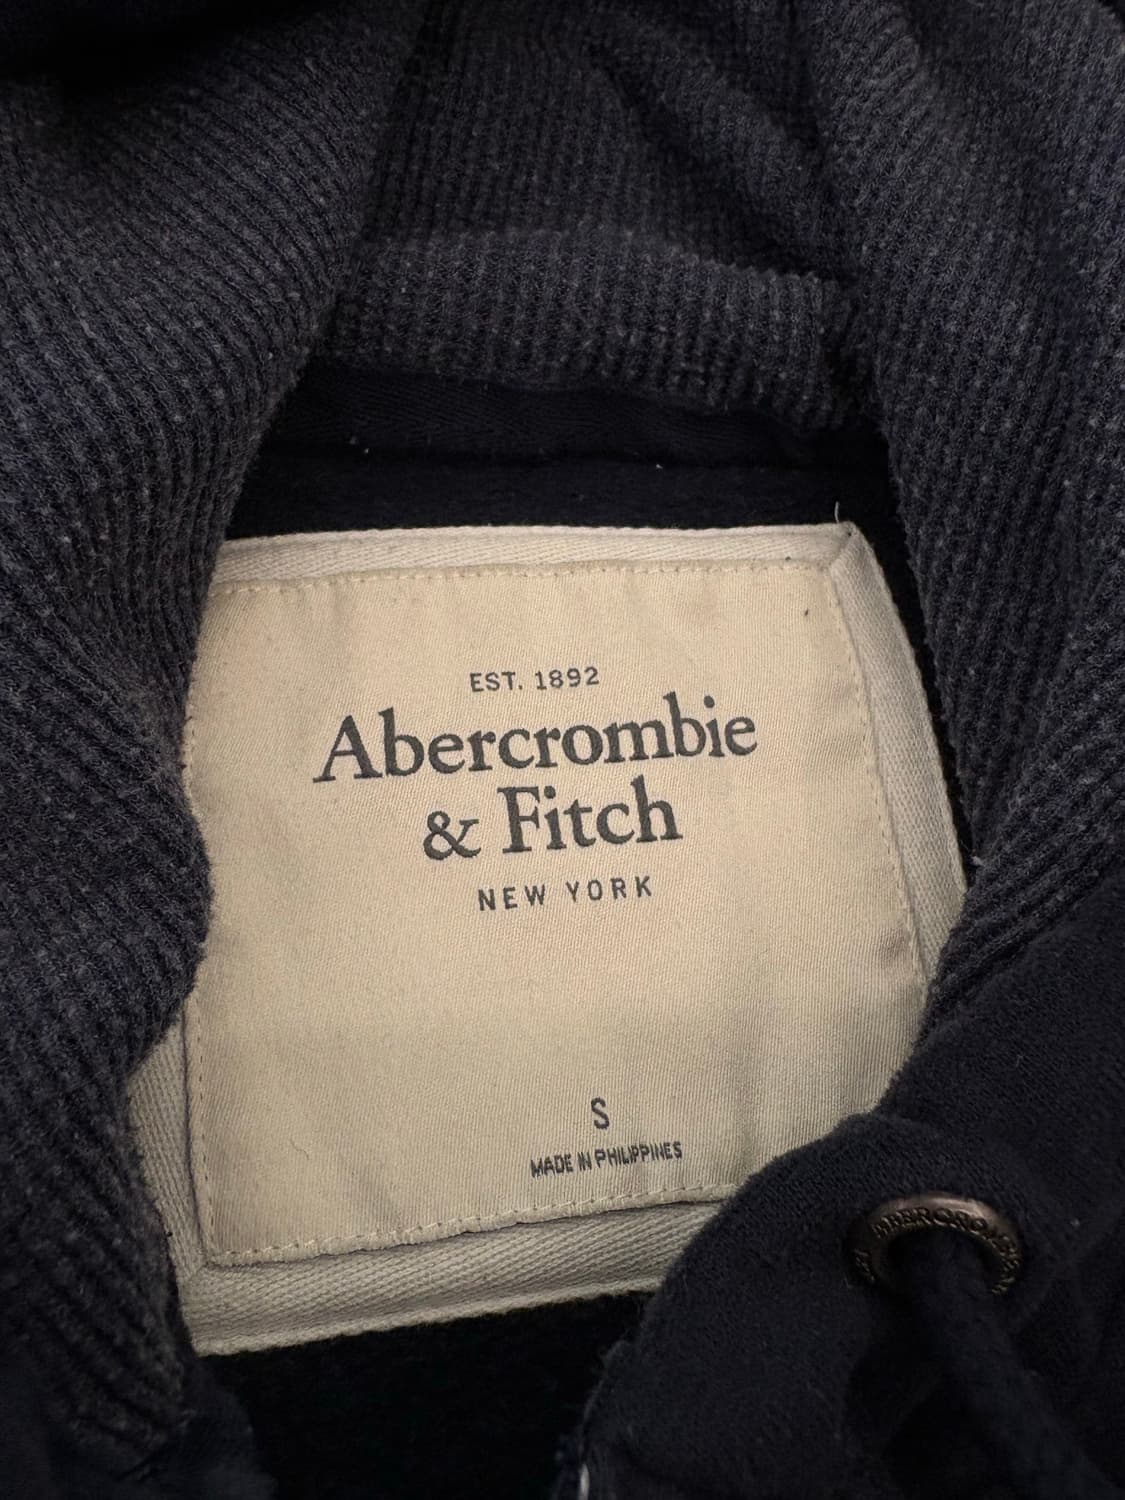 EST. 1892
Abercrombie
& Fitch
NEW YORK
S
MADE IN PHILIPPINES